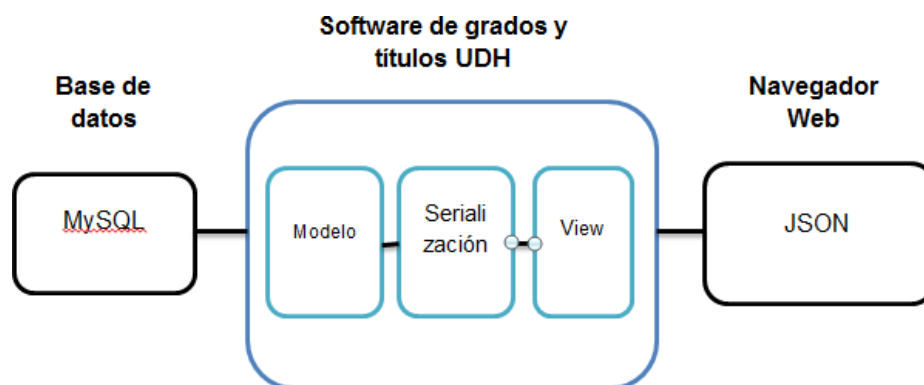 Software de grados y
títulos UDH
Base de
datos
Navegador
Web
MySQL
Modelo
Seriali
zación
View
JSON